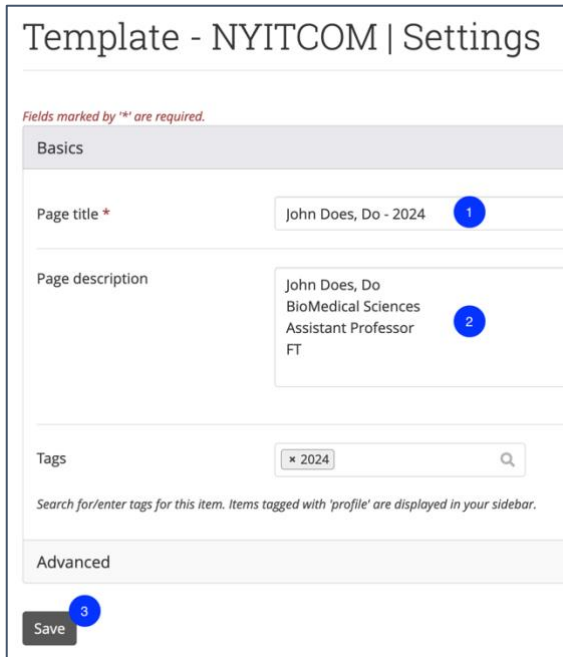 Template - NYITCOM | Settings
Fields marked by '*' are required.
Basics
Page title * John Does, Do - 2024 1
Page description
John Does, Do
BioMedical Sciences
Assistant Professor
FT
2
Tags × 2024
Search for/enter tags for this item. Items tagged with 'profile' are displayed in your sidebar.
Advanced
3
Save